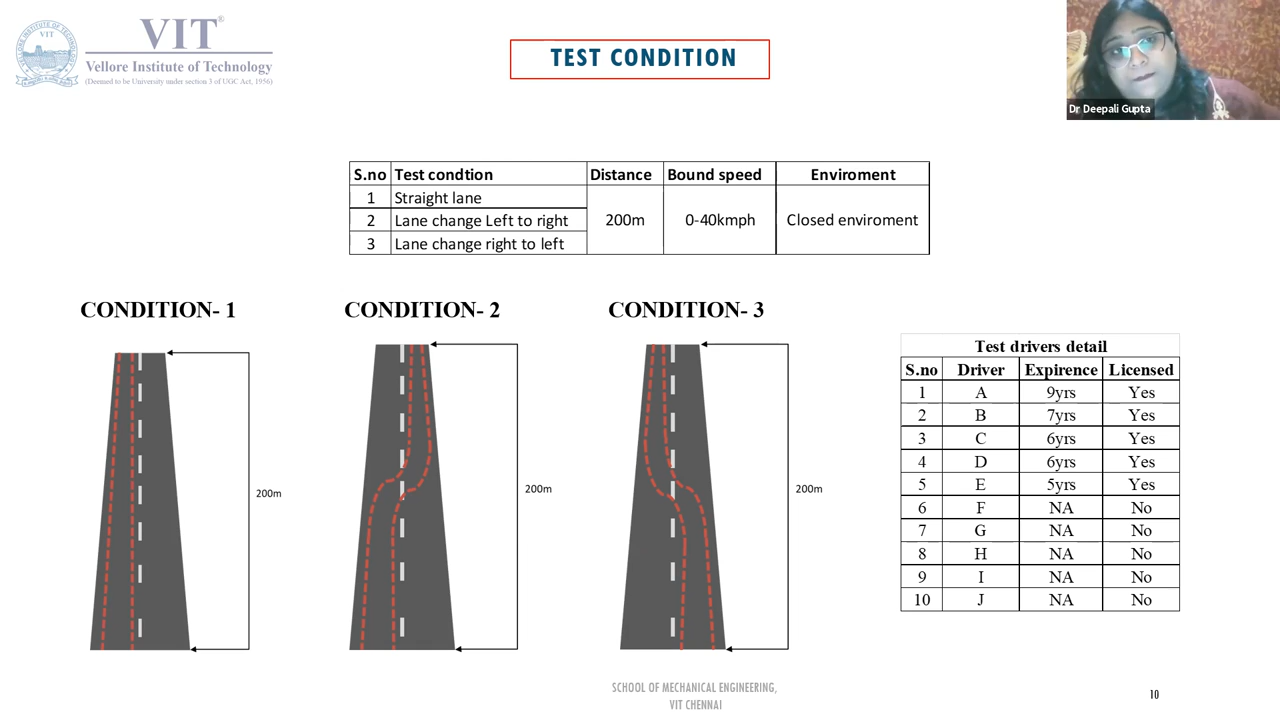 VIT®
Vellore Institute of Technology
(Deemed to be University under section 3 of UGC Act, 1956)
TEST CONDITION
Dr Deepali Gupta
S.no Test condtion Distance Bound speed Enviroment
1 Straight lane
2 Lane change Left to right 200m 0-40kmph Closed enviroment
3 Lane change right to left
CONDITION- 1 CONDITION- 2 CONDITION- 3
200m
200m
200m
Test drivers detail
S.no Driver Expirence Licensed
1 A 9yrs Yes
2 B 7yrs Yes
3 C 6yrs Yes
4 D 6yrs Yes
5 E 5yrs Yes
6 F NA No
7 G NA No
8 H NA No
9 I NA No
10 J NA No
SCHOOL OF MECHANICAL ENGINEERING,
VIT CHENNAI
10